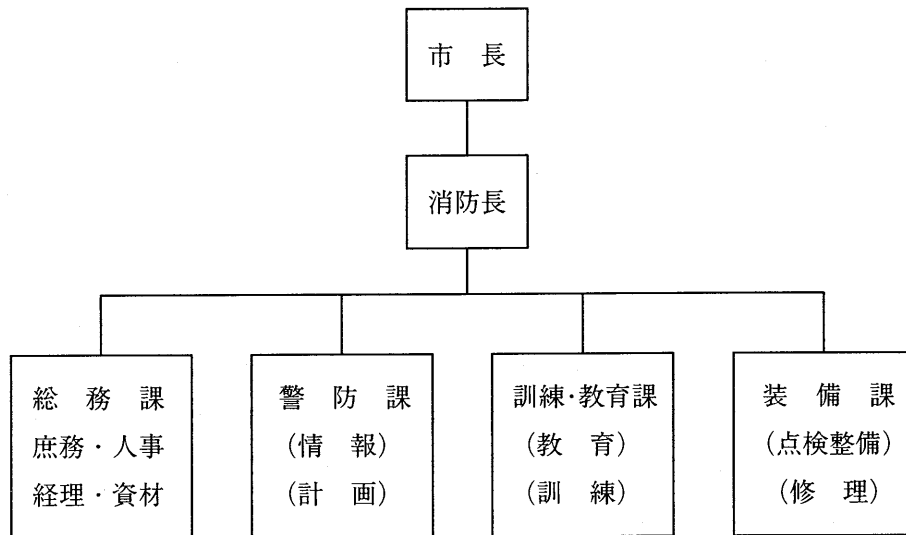 市長
消防長
総務課
庶務・人事
経理・資材
警防課
(情報)
(計画)
訓練・教育課
(教育)
(訓練)
装備課
(点検整備)
(修理)